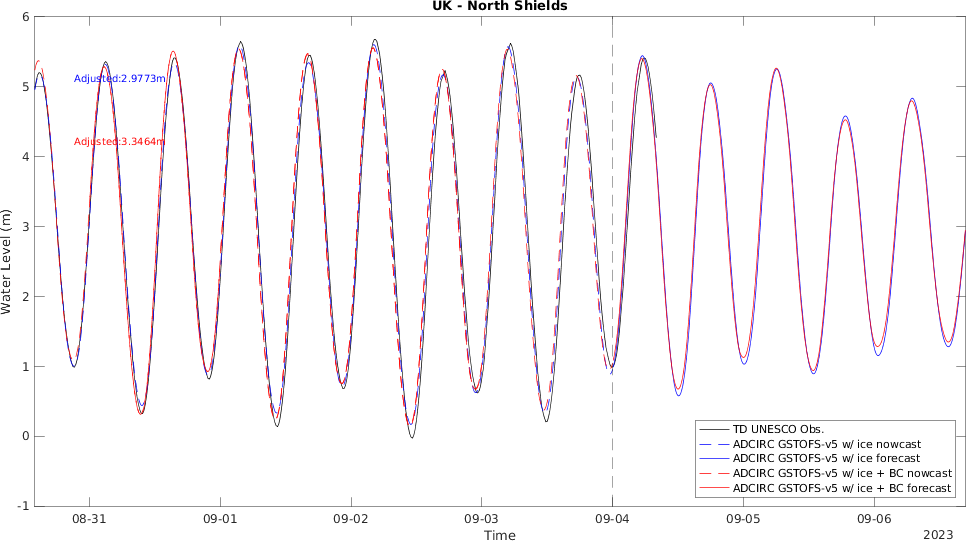 UK - North Shields
6
5
4
3
2
1
0
-1
Water Level (m)
Adjusted:2.9773m
Adjusted:3.3464m
TD UNESCO Obs.
ADCIRC GSTOFS-v5 w/ ice nowcast
ADCIRC GSTOFS-v5 w/ ice forecast
ADCIRC GSTOFS-v5 w/ ice + BC nowcast
ADCIRC GSTOFS-v5 w/ ice + BC forecast
08-31 09-01 09-02 09-03 09-04 09-05 09-06
Time
2023